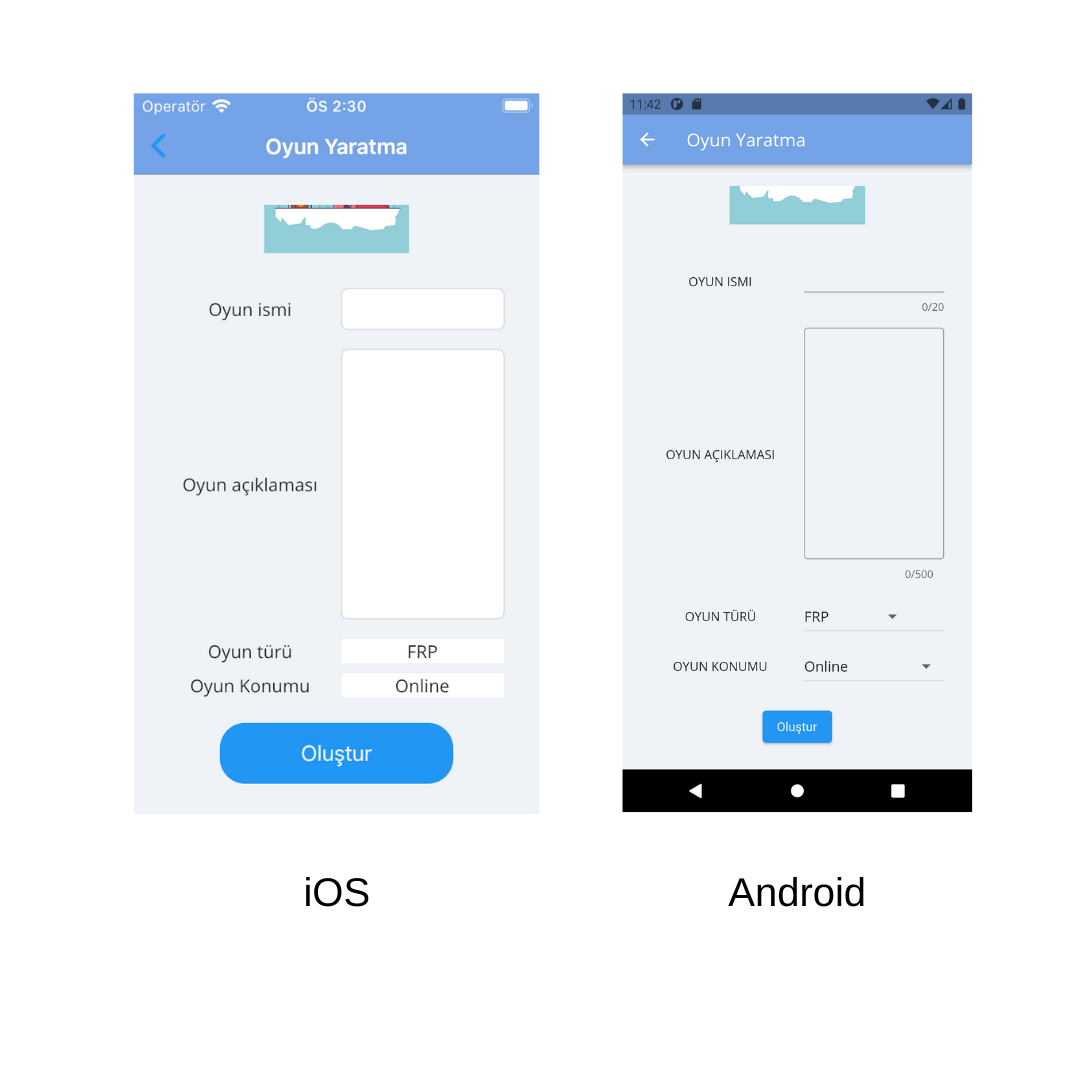 Operatör ÖS 2:30
Oyun Yaratma
Oyun ismi
Oyun açıklaması
Oyun türü FRP
Oyun Konumu Online
Oluştur
iOS
11:42
Oyun Yaratma
OYUN ISMI
0/20
OYUN AÇIKLAMASI
0/500
OYUN TÜRÜ FRP
OYUN KONUMU Online
Oluştur
Android